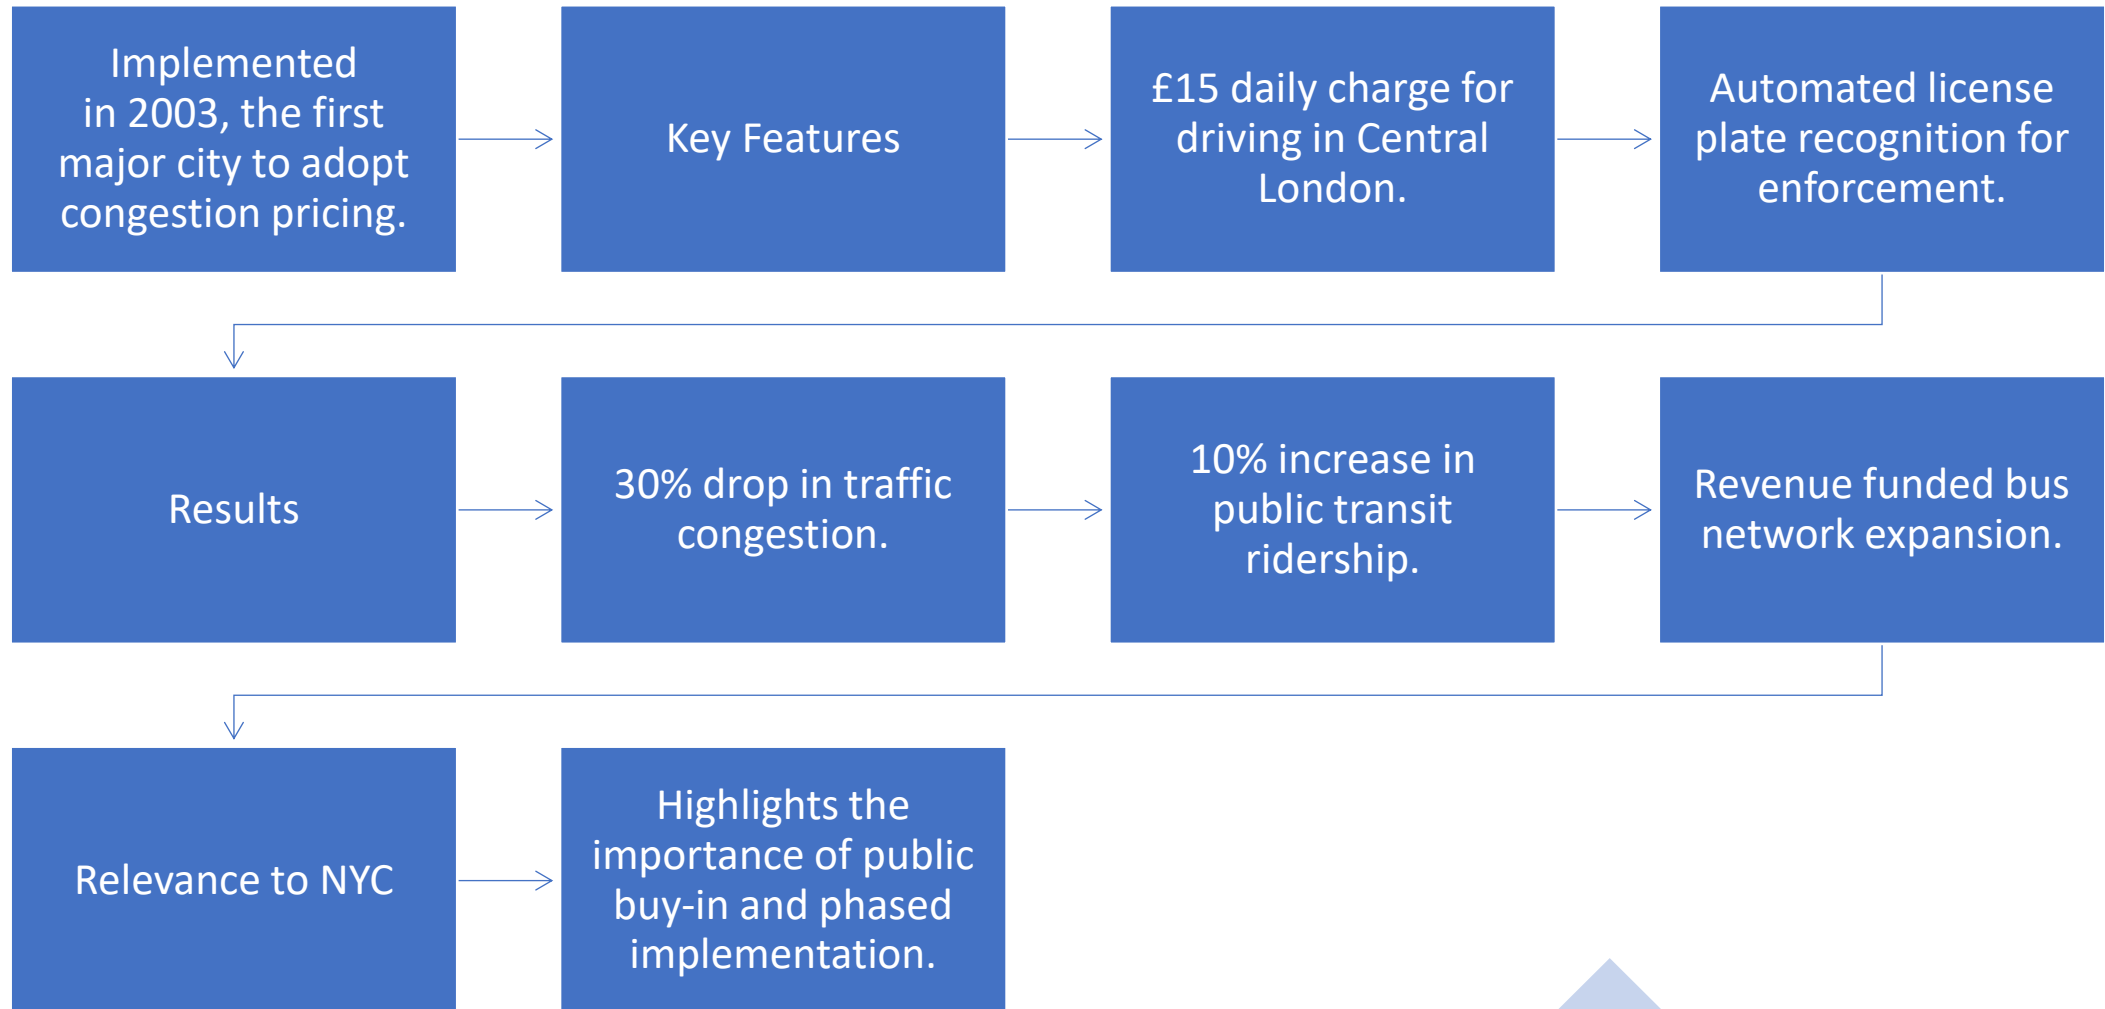 Implemented
in 2003, the first
major city to adopt
congestion pricing.
Key Features
£15 daily charge for
driving in Central
London.
Automated license
plate recognition for
enforcement.
Results
30% drop in traffic
congestion.
10% increase in
public transit
ridership.
Revenue funded bus
network expansion.
Relevance to NYC
Highlights the
importance of public
buy-in and phased
implementation.